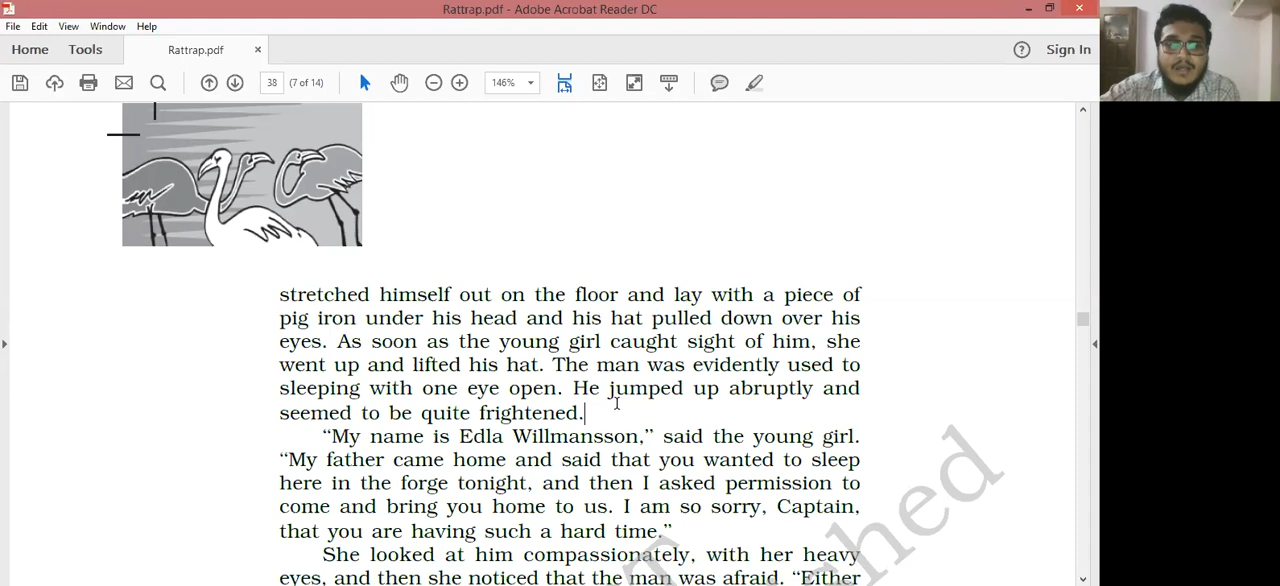 Rattrap.pdf - Adobe Acrobat Reader DC
File Edit View Window Help
Home Tools Rattrap.pdf × ? Sign In
38 (7 of 14) 146%
stretched himself out on the floor and lay with a piece of
pig iron under his head and his hat pulled down over his
eyes. As soon as the young girl caught sight of him, she
went up and lifted his hat. The man was evidently used to
sleeping with one eye open. He jumped up abruptly and
seemed to be quite frightened.
“My name is Edla Willmansson,” said the young girl.
“My father came home and said that you wanted to sleep
here in the forge tonight, and then I asked permission to
come and bring you home to us. I am so sorry, Captain,
that you are having such a hard time.”
She looked at him compassionately, with her heavy
eyes, and then she noticed that the man was afraid. “Either